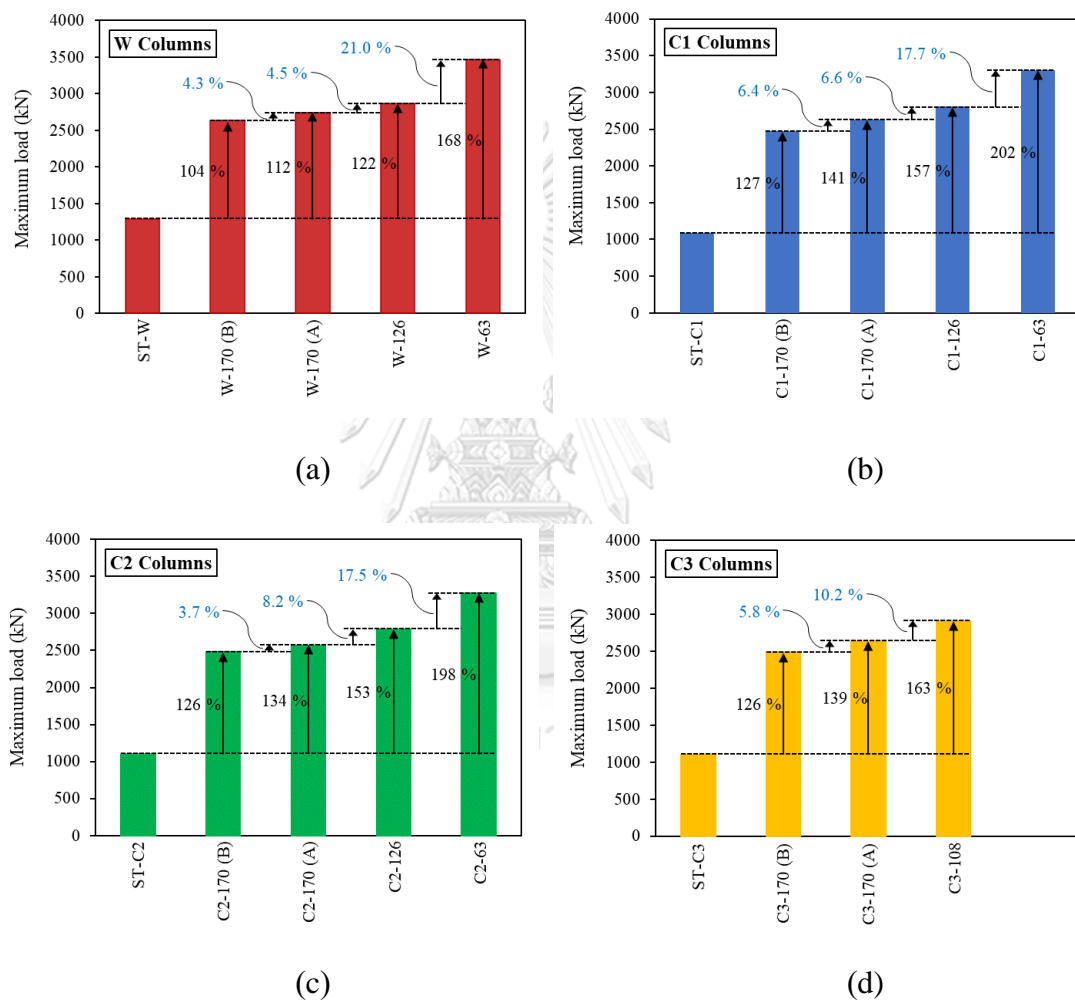 W Columns
Maximum load (kN)
4000
3500
3000
2500
2000
1500
1000
500
0
4.3 %
4.5 %
21.0 %
104 %
112 %
122 %
168 %
ST-W
W-170 (B)
W-170 (A)
W-126
W-63
(a)
C1 Columns
Maximum load (kN)
4000
3500
3000
2500
2000
1500
1000
500
0
6.4 %
6.6 %
17.7 %
127 %
141 %
157 %
202 %
ST-C1
C1-170 (B)
C1-170 (A)
C1-126
C1-63
(b)
C2 Columns
Maximum load (kN)
4000
3500
3000
2500
2000
1500
1000
500
0
3.7 %
8.2 %
17.5 %
126 %
134 %
153 %
198 %
ST-C2
C2-170 (B)
C2-170 (A)
C2-126
C2-63
(c)
C3 Columns
Maximum load (kN)
4000
3500
3000
2500
2000
1500
1000
500
0
5.8 %
10.2 %
126 %
139 %
163 %
ST-C3
C3-170 (B)
C3-170 (A)
C3-108
(d)